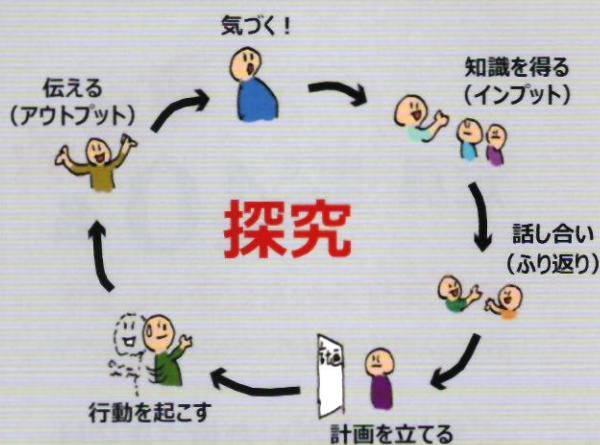 気づく！
知識を得る
（インプット）
話し合い
（ふり返り）
計画を立てる
計画
行動を起こす
伝える
（アウトプット）
探究